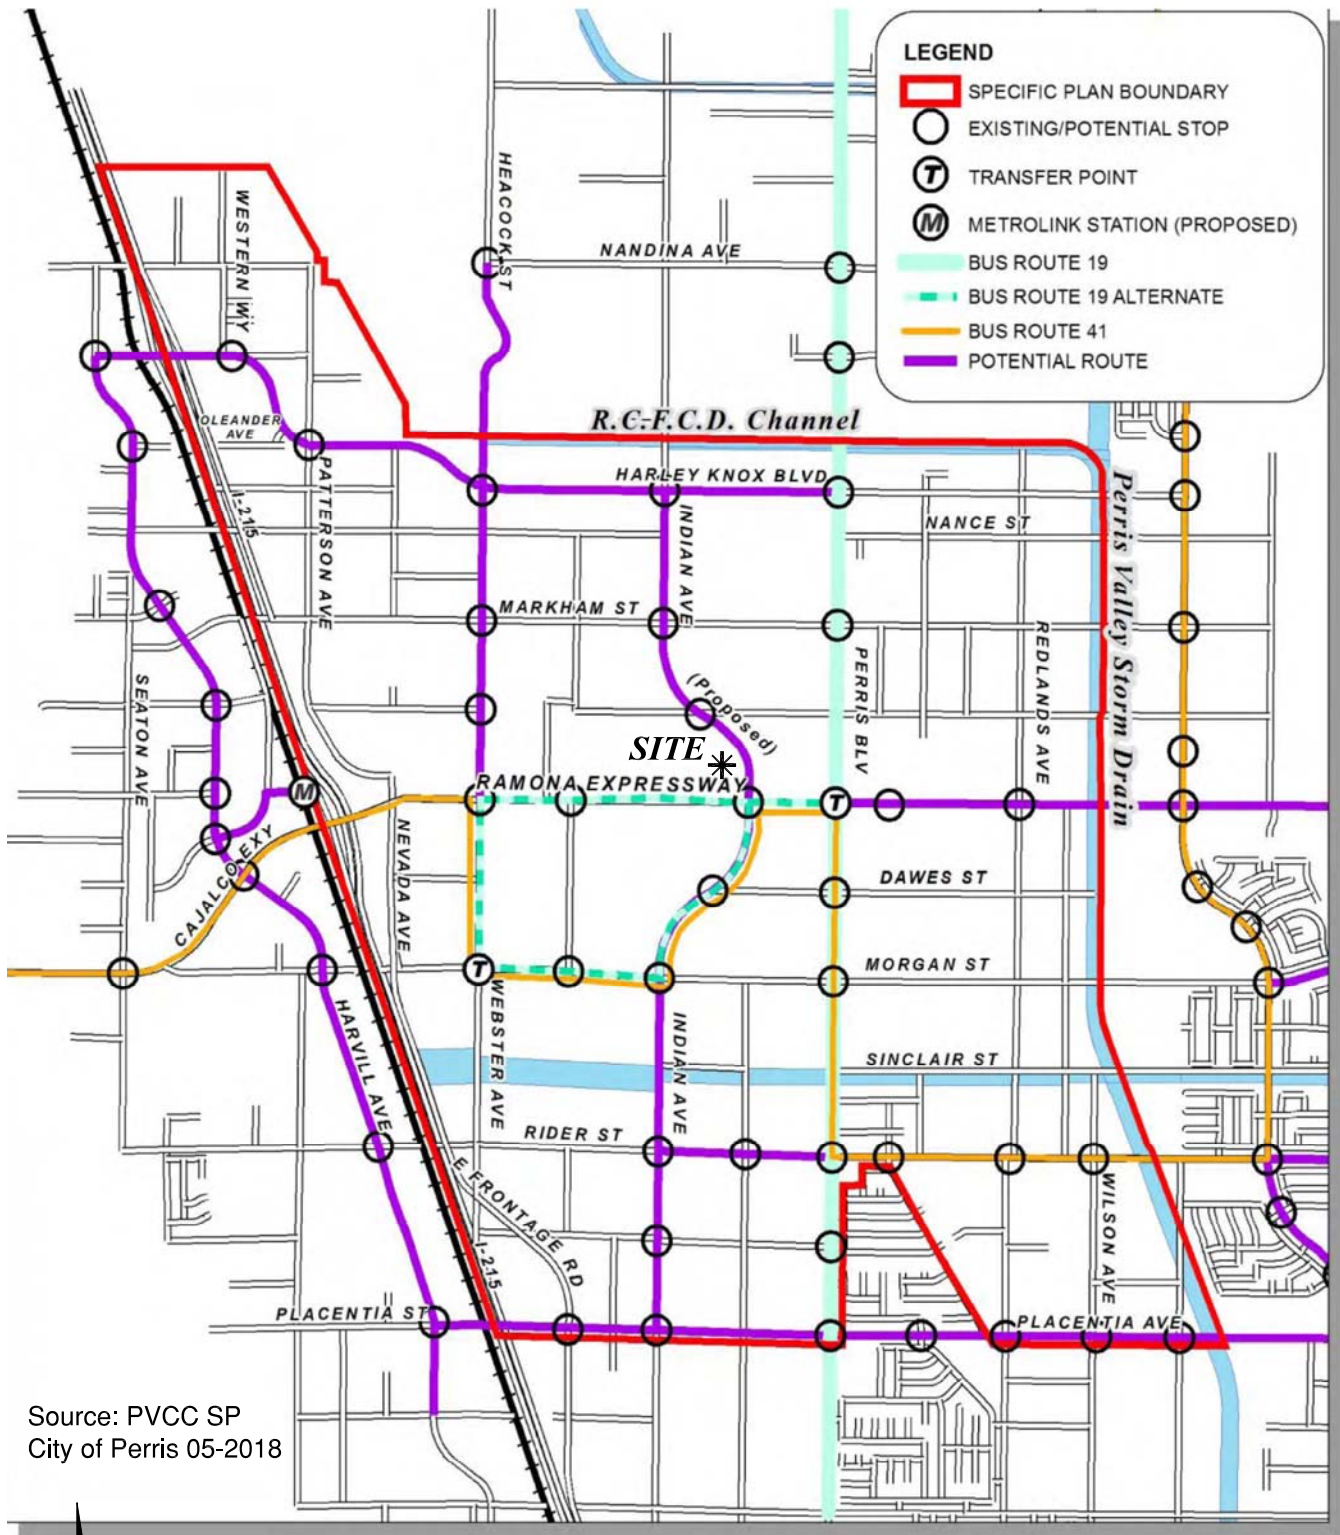 LEGEND
SPECIFIC PLAN BOUNDARY
EXISTING/POTENTIAL STOP
T TRANSFER POINT
M METROLINK STATION (PROPOSED)
BUS ROUTE 19
BUS ROUTE 19 ALTERNATE
BUS ROUTE 41
POTENTIAL ROUTE
HEACOCK ST
WESTERN WY
NANDINA AVE
OLEANDER
AVE
R.C.F.C.D. Channel
HARLEY KNOX BLVD
PATTERSON AVE
I-215
INDIAN AVE
NANCE ST
Perris Valley Storm Drain
MARKHAM ST
REDLANDS AVE
PERRIS BLV
SEATON AVE
(Proposed)
SITE
RAMONA EXPRESSWAY
M
T
NEVADA AVE
CAJALCO EXY
DAWES ST
MORGAN ST
T
WEBSTER AVE
HARVILL AVE
INDIAN AVE
SINCLAIR ST
RIDER ST
E FRONTAGE RD
WILSON AVE
I-215
PLACENTIA ST
PLACENTIA AVE
Source: PVCC SP
City of Perris 05-2018